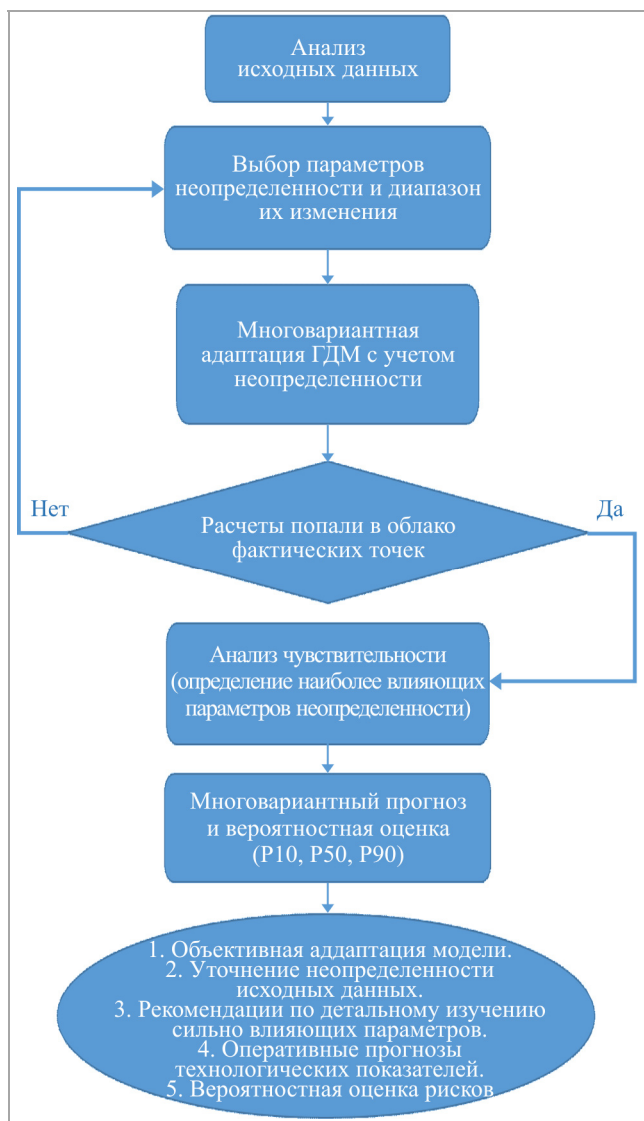 Анализ
исходных данных
Выбор параметров
неопределенности и диапазон
их изменения
Многовариантная
адаптация ГДМ с учетом
неопределенности
Нет
Да
Расчеты попали в облако
фактических точек
Анализ чувствительности
(определение наиболее влияющих
параметров неопределенности)
Многовариантный прогноз
и вероятностная оценка
(P10, P50, P90)
1. Объективная аддаптация модели.
2. Уточнение неопределенности
исходных данных.
3. Рекомендации по детальному изучению
сильно влияющих параметров.
4. Оперативные прогнозы
технологических показателей.
5. Вероятностная оценка рисков